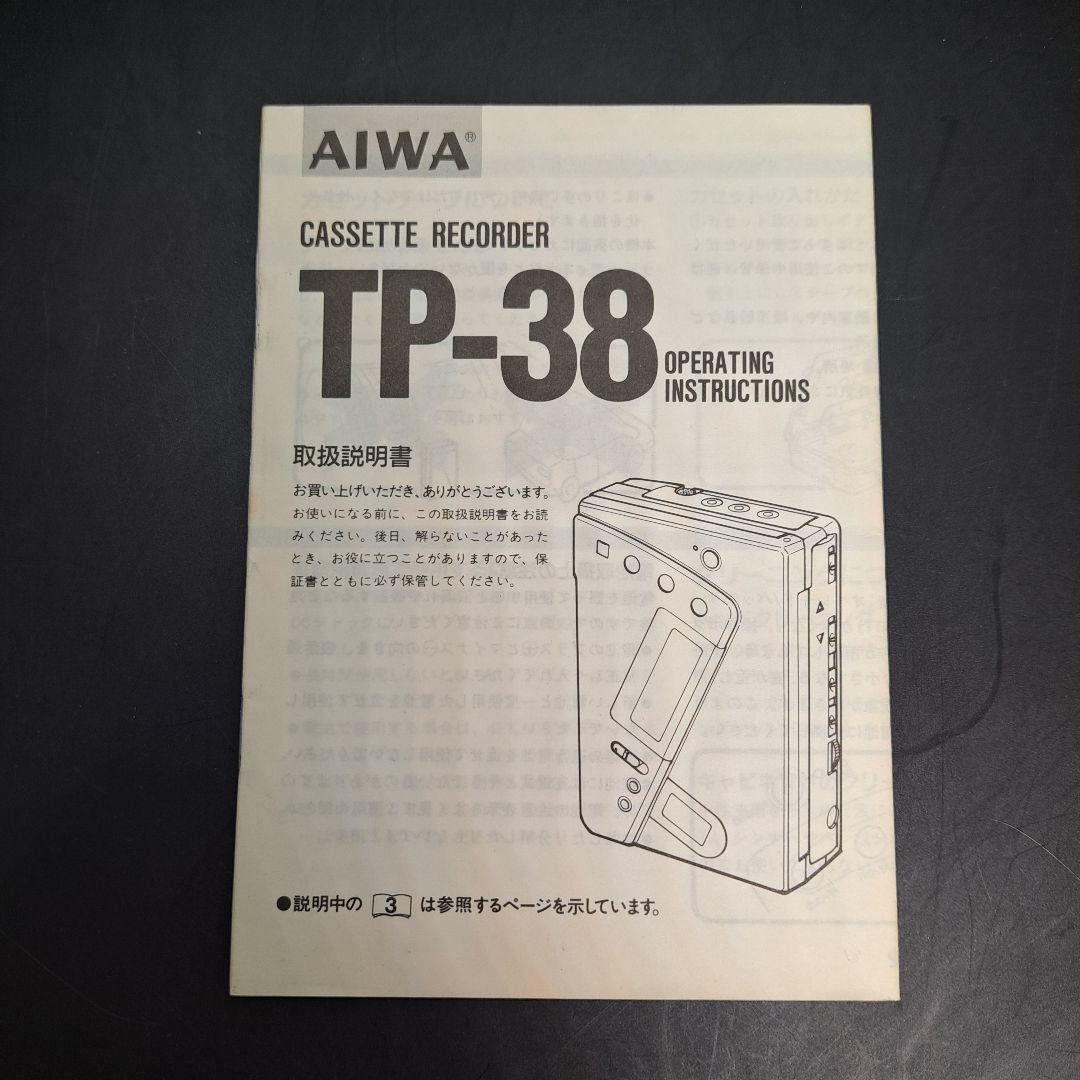 AIWA®
CASSETTE RECORDER
TP-38
OPERATING
INSTRUCTIONS
取扱説明書
お買い上げいただき、ありがとうございます。
お使いになる前に、この取扱説明書をお読
みください。後日、解らないことがあった
とき、お役に立つことがありますので、保
証書とともに必ず保管してください。
●説明中の 3 は参照するページを示しています。